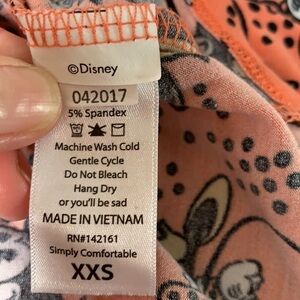 ©Disney
042017
5% Spandex
Machine Wash Cold
Gentle Cycle
Do Not Bleach
Hang Dry
or you'll be sad
MADE IN VIETNAM
RN#142161
Simply Comfortable
XXS